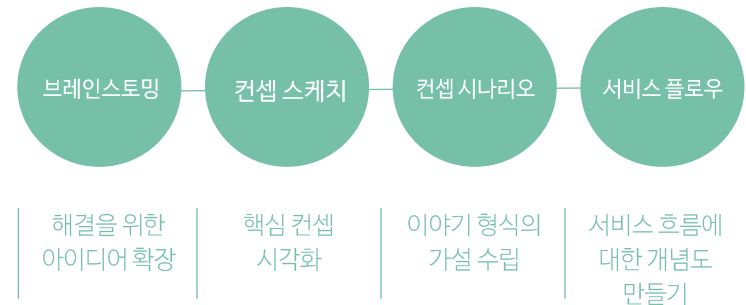 브레인스토밍
컨셉 스케치
컨셉 시나리오
서비스 플로우
해결을 위한
아이디어 확장
핵심 컨셉
시각화
이야기 형식의
가설 수립
서비스 흐름에
대한 개념도
만들기